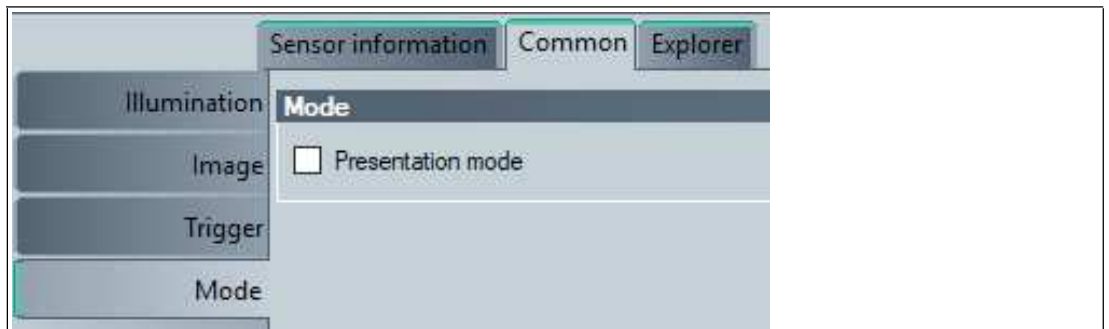 Sensor information Common Explorer
Illumination
Mode
Image
Presentation mode
Trigger
Mode